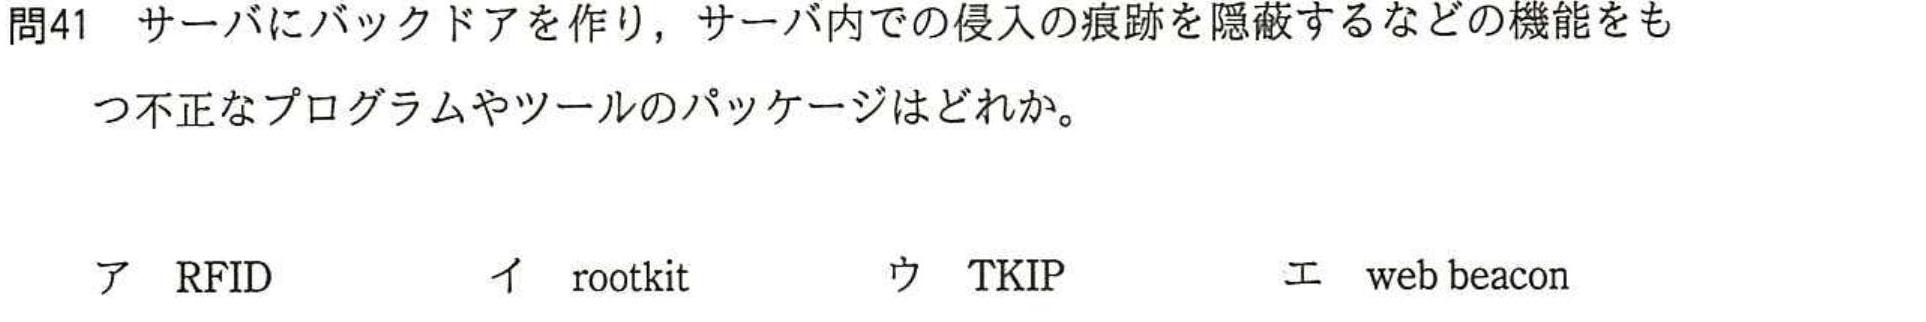 問41　サーバにバックドアを作り，サーバ内での侵入の痕跡を隠蔽するなどの機能をも
つ不正なプログラムやツールのパッケージはどれか。
ア　RFID　イ　rootkit　ウ　TKIP　エ　web beacon